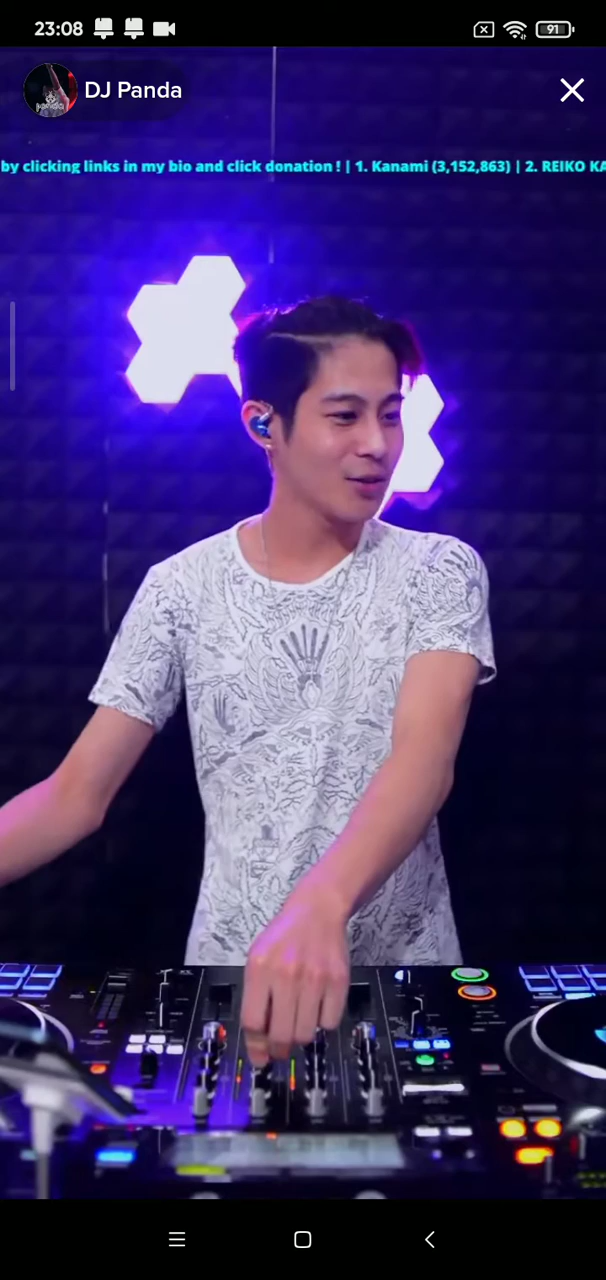 23:08
91
DJ Panda
by clicking links in my bio and click donation ! | 1. Kanami (3,152,863) | 2. REIKO KA